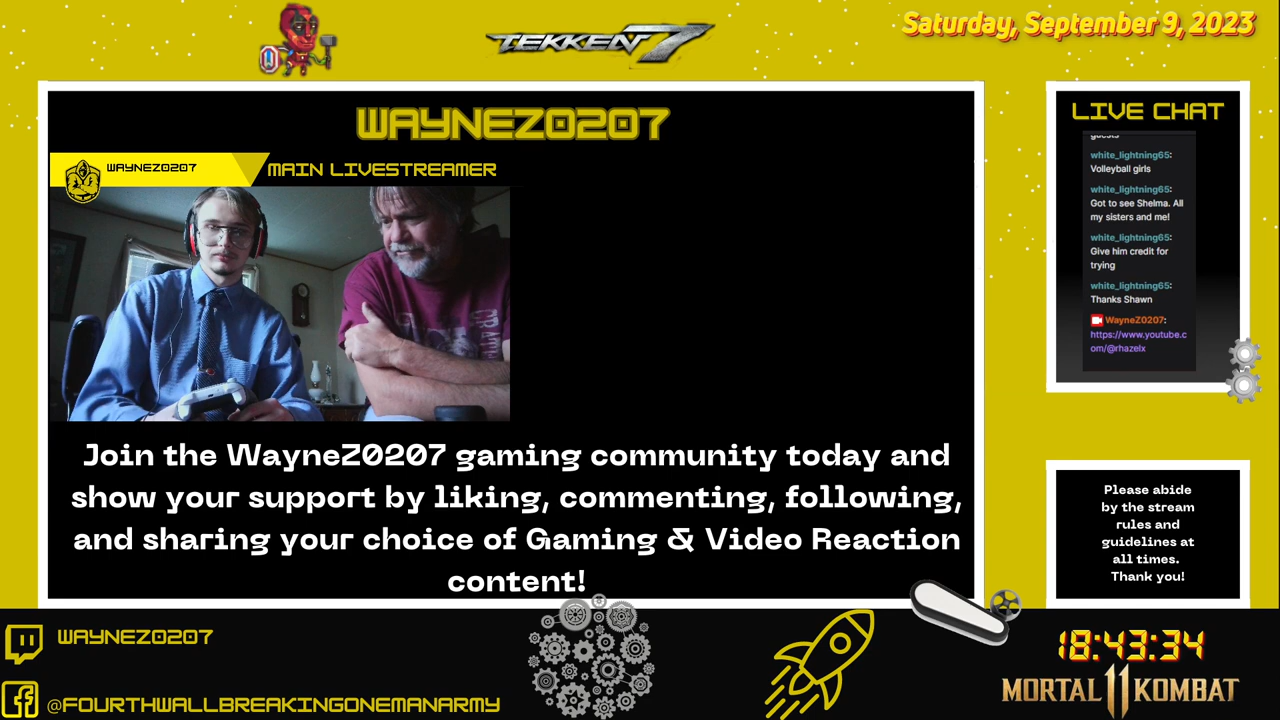 TEKKEN 7
Saturday, September 9, 2023
WAYNEZ0207
WAYNEZ0207
MAIN LIVESTREAMER
Join the WayneZ0207 gaming community today and
show your support by liking, commenting, following,
and sharing your choice of Gaming & Video Reaction
content!
LIVE CHAT
guests
white_lightning65:
Volleyball girls
white_lightning65:
Got to see Shelma. All
my sisters and me!
white_lightning65:
Give him credit for
trying
white_lightning65:
Thanks Shawn
WayneZ0207:
https://www.youtube.c
om/@rhazelx
Please abide
by the stream
rules and
guidelines at
all times.
Thank you!
WAYNEZ0207
@FOURTHWALLBREAKINGONEMANARMY
18:43:34
MORTAL KOMBAT 11